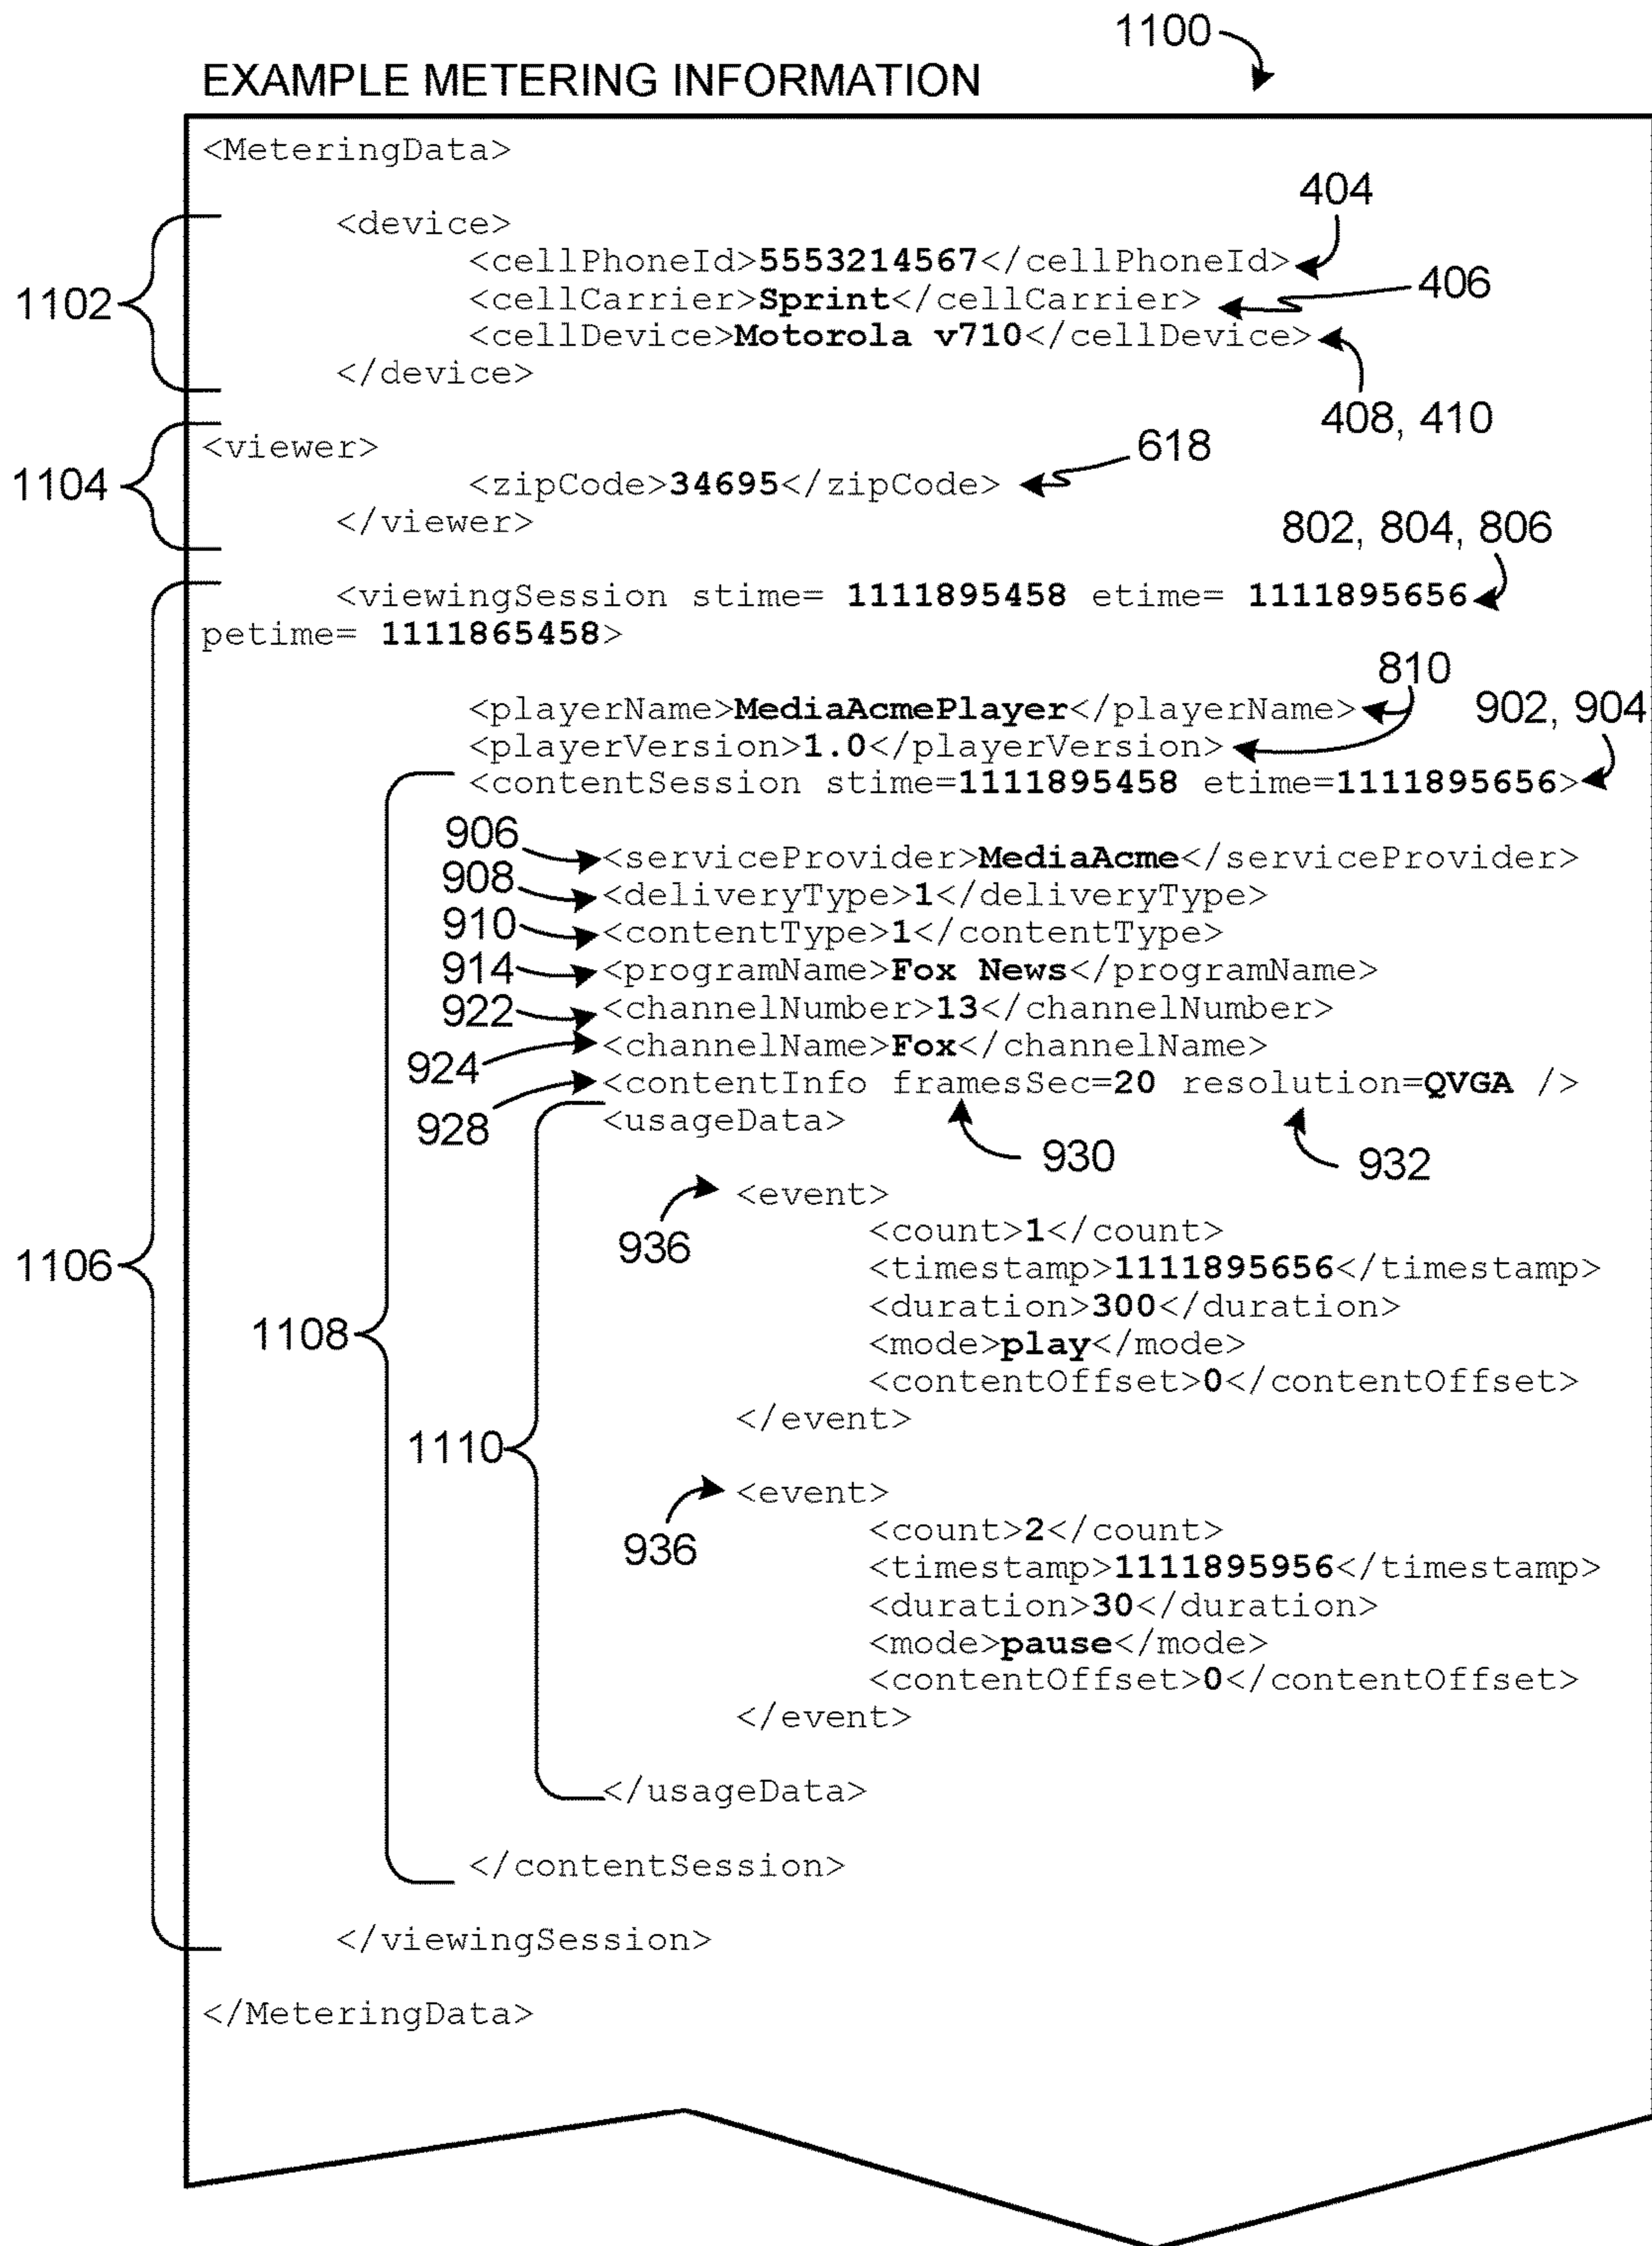 1100
EXAMPLE METERING INFORMATION
<MeteringData>
404
<device>
<cellPhoneId>5553214567</cellPhoneId>
1102
<cellCarrier>Sprint</cellCarrier>
406
<cellDevice>Motorola v710</cellDevice>
</device>
408, 410
1104
<viewer>
618
<zipCode>34695</zipCode>
</viewer>
802, 804, 806
<viewingSession stime= 1111895458 etime= 1111895656
petime= 1111865458>
810
<playerName>MediaAcmePlayer</playerName>
902, 904
<playerVersion>1.0</playerVersion>
<contentSession stime=1111895458 etime=1111895656>
906
<serviceProvider>MediaAcme</serviceProvider>
908
<deliveryType>1</deliveryType>
910
<contentType>1</contentType>
914
<programName>Fox News</programName>
922
<channelNumber>13</channelNumber>
924
<channelName>Fox</channelName>
928
<contentInfo framesSec=20 resolution=QVGA />
<usageData>
930
932
936
<event>
1106
<count>1</count>
<timestamp>1111895656</timestamp>
<duration>300</duration>
1108
<mode>play</mode>
<contentOffset>0</contentOffset>
</event>
1110
936
<event>
<count>2</count>
<timestamp>1111895956</timestamp>
<duration>30</duration>
<mode>pause</mode>
<contentOffset>0</contentOffset>
</event>
</usageData>
</contentSession>
</viewingSession>
</MeteringData>